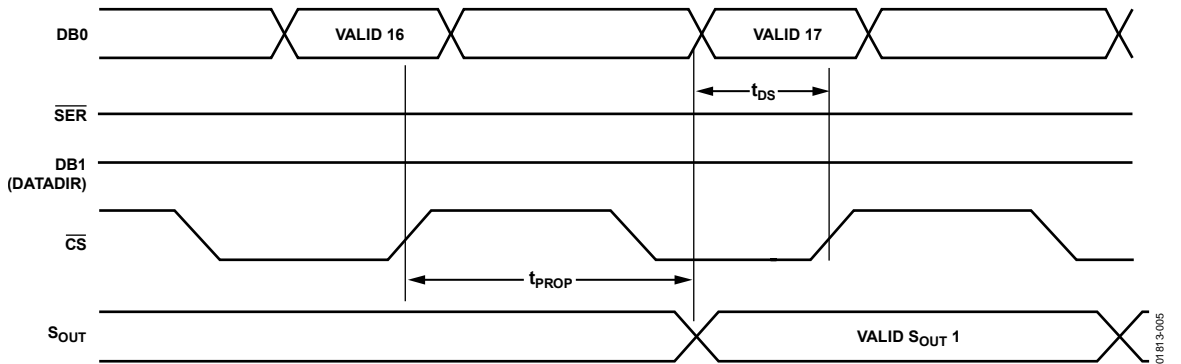 DB0
VALID 16
VALID 17
tDS
SER
DB1
(DATADIR)
CS
tPROP
SOUT
VALID SOUT 1
01813-005